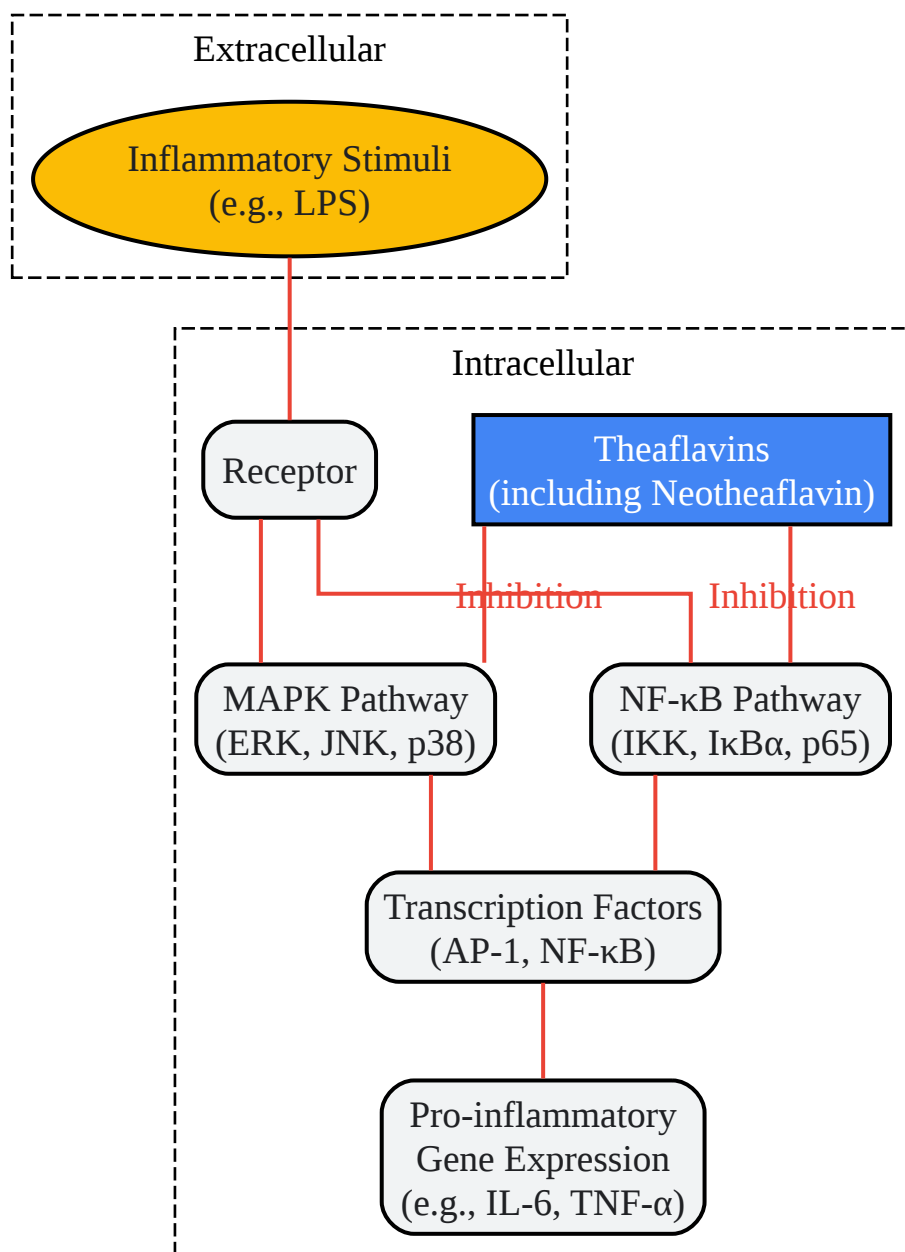 Extracellular
Inflammatory Stimuli
(e.g., LPS)
Intracellular
Receptor
Theaflavins
(including Neotheaflavin)
Inhibition
Inhibition
MAPK Pathway
(ERK, JNK, p38)
NF-κB Pathway
(IKK, IκBα, p65)
Transcription Factors
(AP-1, NF-κB)
Pro-inflammatory
Gene Expression
(e.g., IL-6, TNF-α)